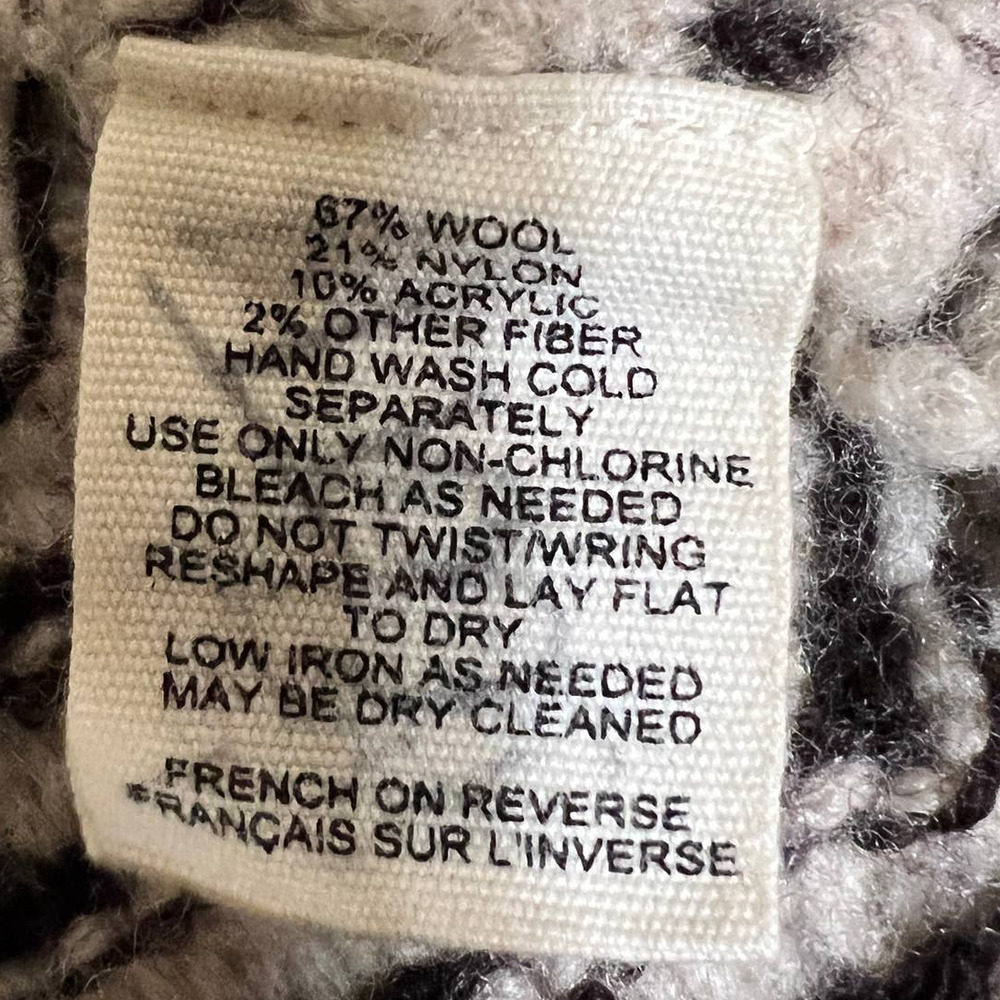 67% WOOL
21% NYLON
10% ACRYLIC
2% OTHER FIBER
HAND WASH COLD
SEPARATELY
USE ONLY NON-CHLORINE
BLEACH AS NEEDED
DO NOT TWIST/WRING
RESHAPE AND LAY FLAT
TO DRY
LOW IRON AS NEEDED
MAY BE DRY CLEANED
FRENCH ON REVERSE
FRANÇAIS SUR L'INVERSE